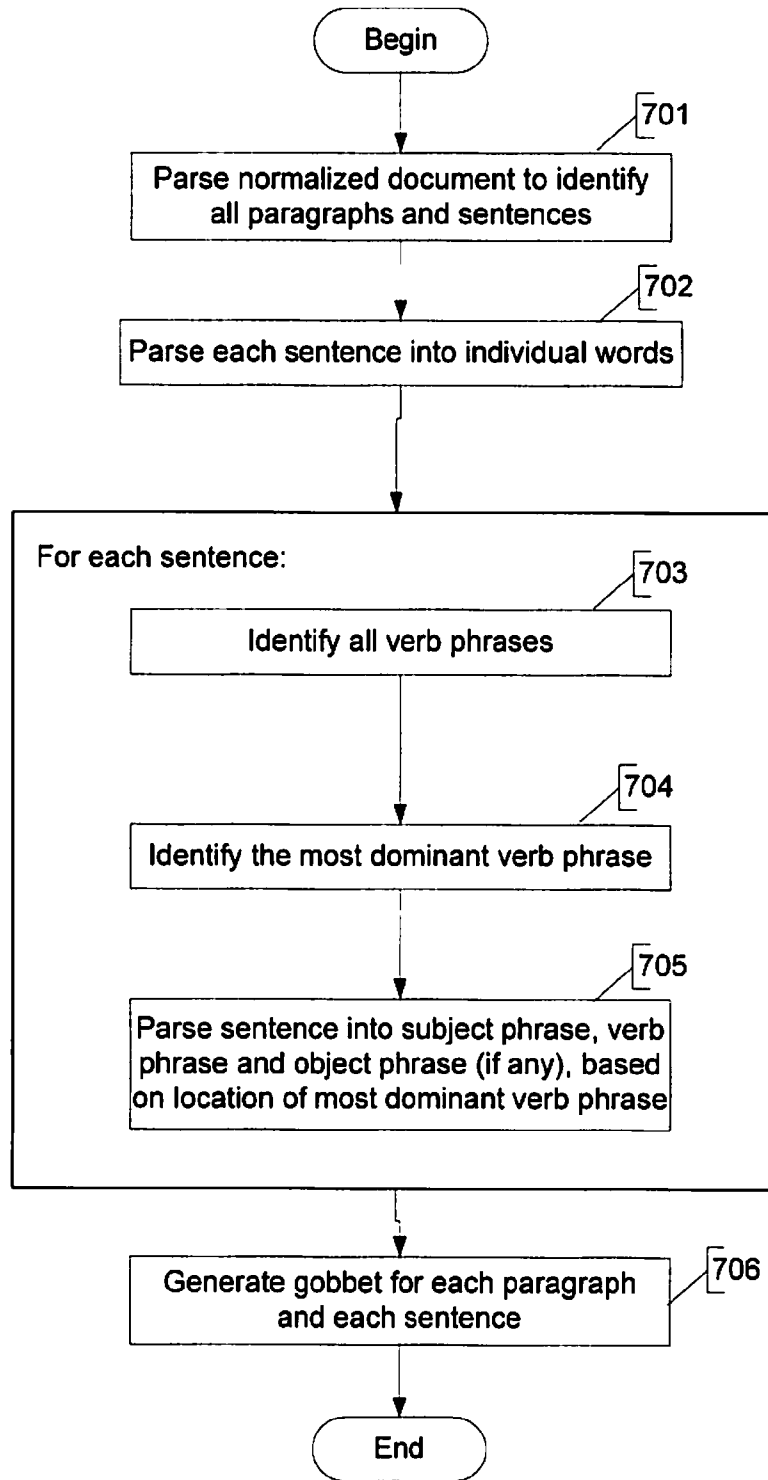 Begin
701
Parse normalized document to identify
all paragraphs and sentences
702
Parse each sentence into individual words
For each sentence:
703
Identify all verb phrases
704
Identify the most dominant verb phrase
705
Parse sentence into subject phrase, verb
phrase and object phrase (if any), based
on location of most dominant verb phrase
706
Generate gobbet for each paragraph
and each sentence
End